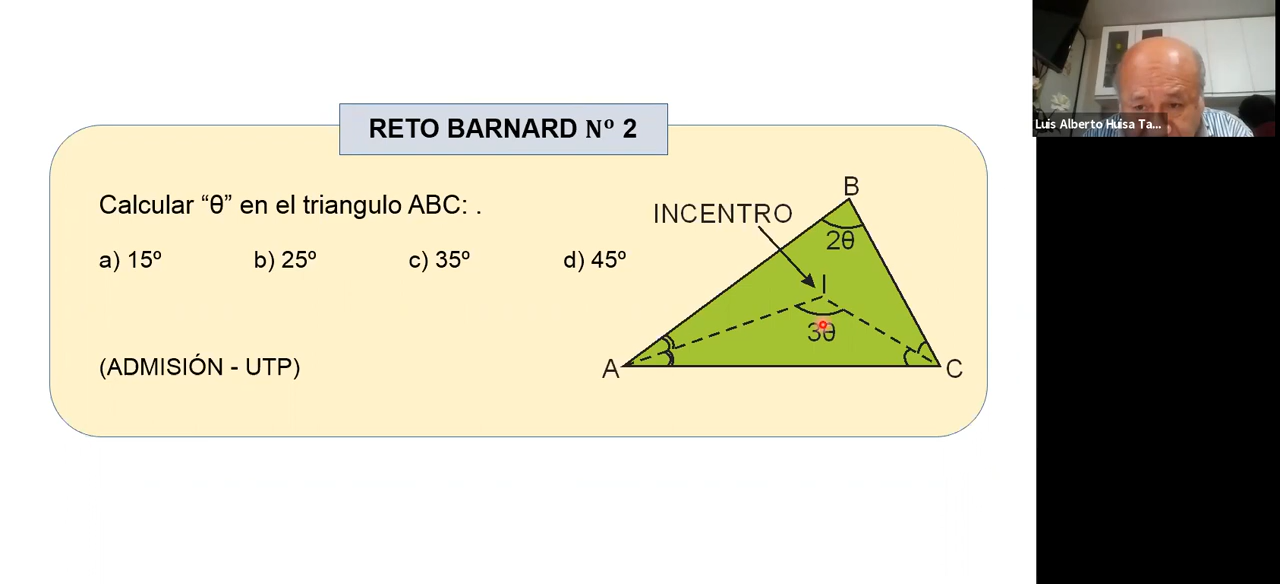 RETO BARNARD Nº 2
Calcular “θ” en el triangulo ABC: .
a) 15º b) 25º c) 35º d) 45º
(ADMISIÓN - UTP)
INCENTRO
B
2θ
I
3θ
A
C
Luis Alberto Huisa Ta...